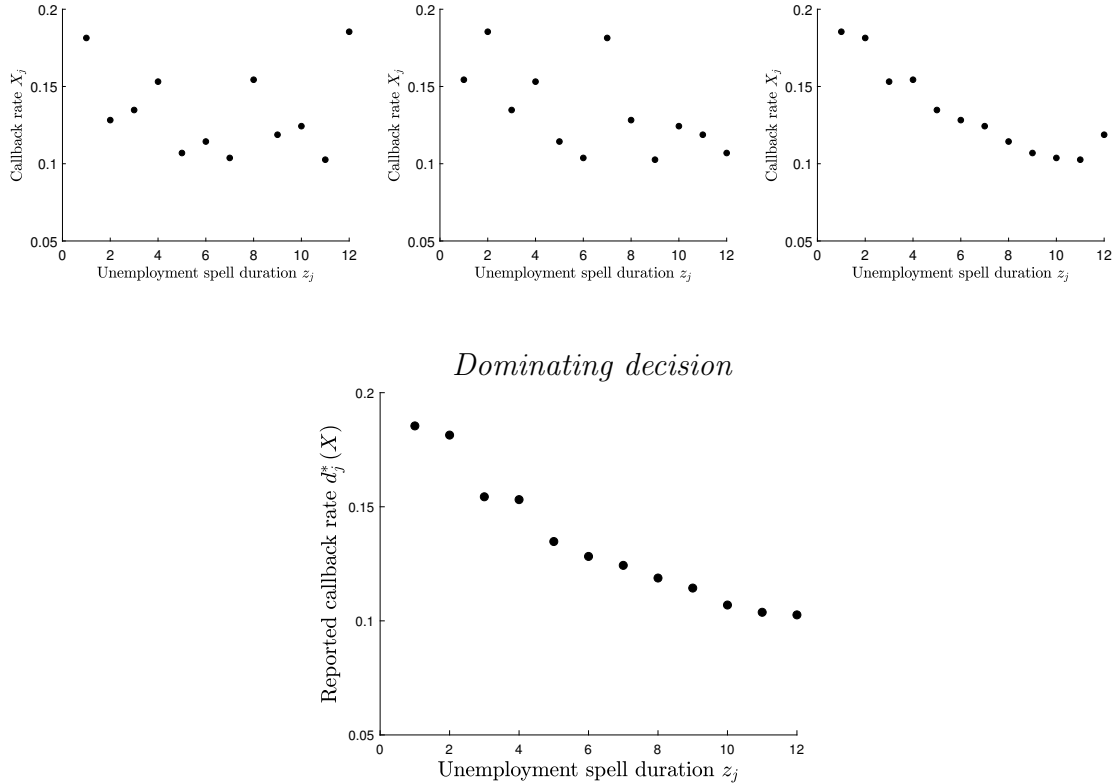 0.2
0.15
0.1
0.05
0 2 4 6 8 10 12
Callback rate X_j
Unemployment spell duration z_j
0.2
0.15
0.1
0.05
0 2 4 6 8 10 12
Callback rate X_j
Unemployment spell duration z_j
0.2
0.15
0.1
0.05
0 2 4 6 8 10 12
Callback rate X_j
Unemployment spell duration z_j
Dominating decision
0.2
0.15
0.1
0.05
0 2 4 6 8 10 12
Reported callback rate d_j^*(X)
Unemployment spell duration z_j